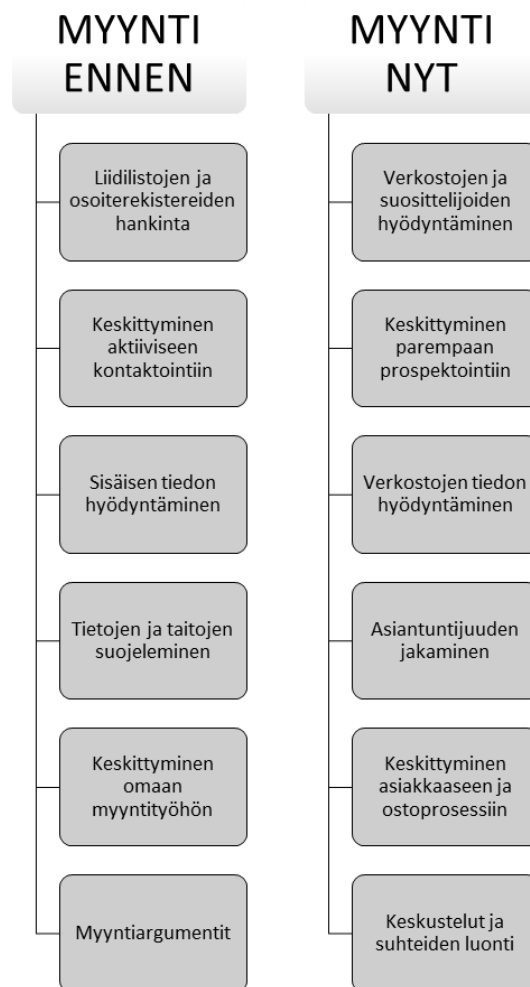 MYYNTI
ENNEN
Liidilistojen ja
osoiterekistereiden
hankinta
Keskittyminen
aktiiviseen
kontaktointiin
Sisäisen tiedon
hyödyntäminen
Tietojen ja taitojen
suojeleminen
Keskittyminen
omaan
myyntityöhön
Myyntiargumentit
MYYNTI
NYT
Verkostojen ja
suosittelijoiden
hyödyntäminen
Keskittyminen
parempaan
prospektointiin
Verkostojen tiedon
hyödyntäminen
Asiantuntijuuden
jakaminen
Keskittyminen
asiakkaaseen ja
ostoprosessiin
Keskustelut ja
suhteiden luonti